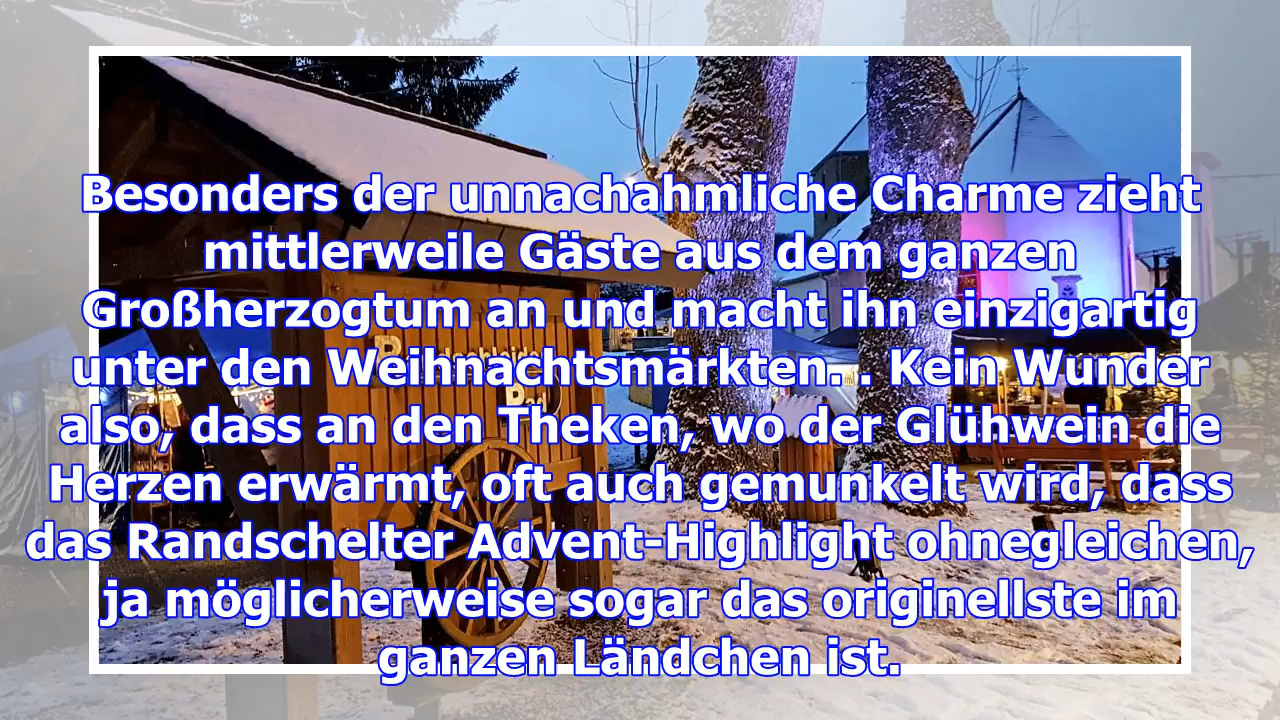 Besonders der unnachahmliche Charme zieht
mittlerweile Gäste aus dem ganzen
Großherzogtum an und macht ihn einzigartig
unter den Weihnachtsmärkten. . Kein Wunder
also, dass an den Theken, wo der Glühwein die
Herzen erwärmt, oft auch gemunkelt wird, dass
das Randschelter Advent-Highlight ohnegleichen,
ja möglicherweise sogar das originellste im
ganzen Ländchen ist.